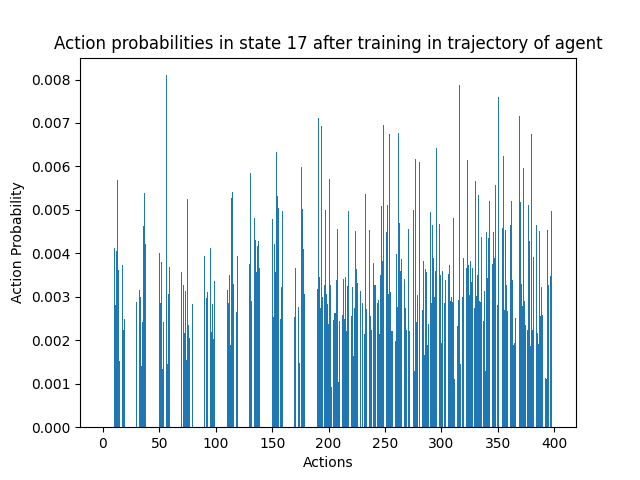 Action probabilities in state 17 after training in trajectory of agent
Action Probability
0.008
0.007
0.006
0.005
0.004
0.003
0.002
0.001
0.000
0 50 100 150 200 250 300 350 400
Actions